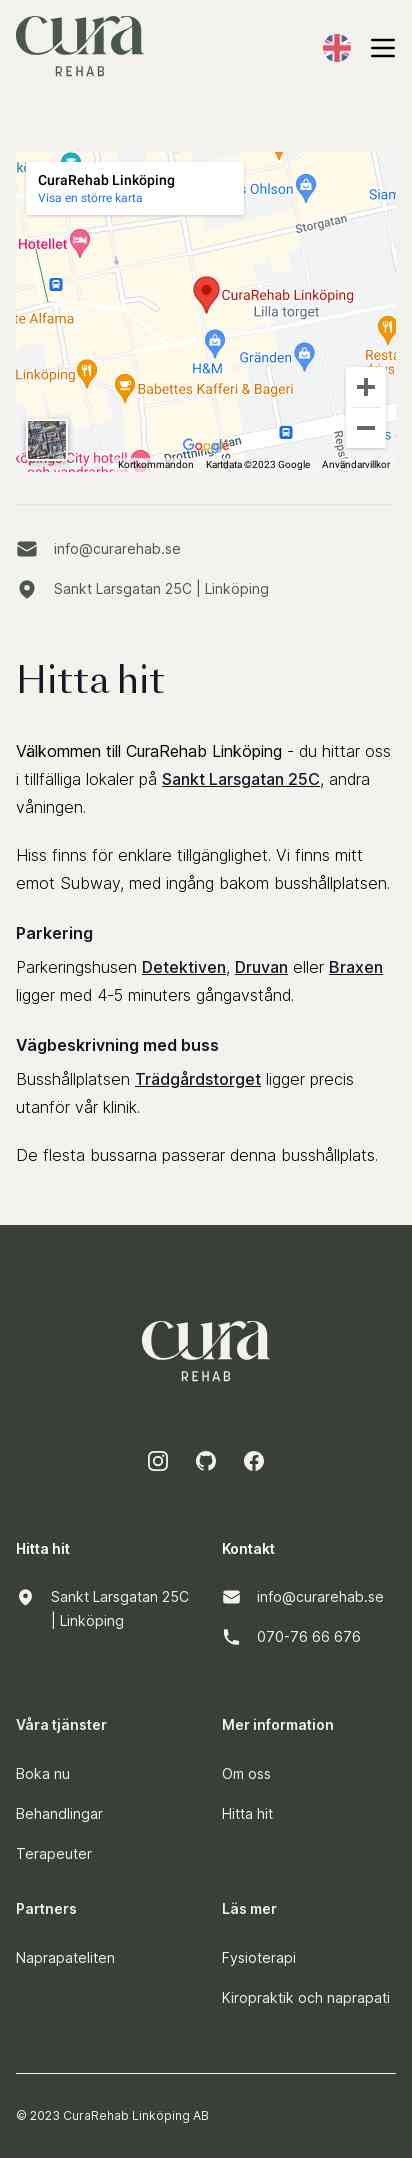 cura
REHAB
CuraRehab Linköping
Visa en större karta
s Ohlson
Siam
Storgatan
Hotellet
CuraRehab Linköping
Lilla torget
te Alfama
H&M
Gränden
Resta
Linköping
Babettes Kafferi & Bageri
Google
Drottninggatan
köpings City hotell
och vandrarhem
Kortkommandon
Kartdata ©2023 Google
Användarvillkor
info@curarehab.se
Sankt Larsgatan 25C | Linköping
Hitta hit
Välkommen till CuraRehab Linköping - du hittar oss
i tillfälliga lokaler på Sankt Larsgatan 25C, andra
våningen.
Hiss finns för enklare tillgänglighet. Vi finns mitt
emot Subway, med ingång bakom busshållplatsen.
Parkering
Parkeringshusen Detektiven, Druvan eller Braxen
ligger med 4-5 minuters gångavstånd.
Vägbeskrivning med buss
Busshållplatsen Trädgårdstorget ligger precis
utanför vår klinik.
De flesta bussarna passerar denna busshållplats.
cura
REHAB
Hitta hit
Sankt Larsgatan 25C
| Linköping
Kontakt
info@curarehab.se
070-76 66 676
Våra tjänster
Boka nu
Behandlingar
Terapeuter
Mer information
Om oss
Hitta hit
Partners
Naprapateliten
Läs mer
Fysioterapi
Kiropraktik och naprapati
© 2023 CuraRehab Linköping AB